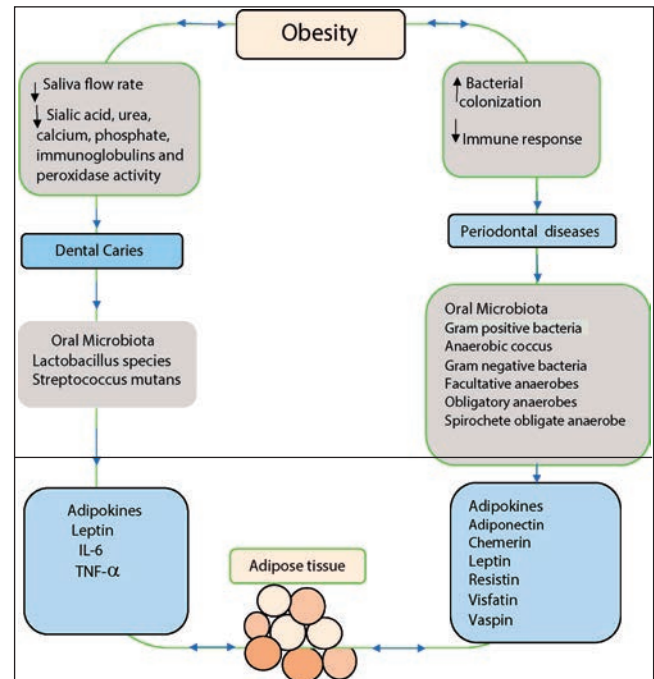 Obesity
Saliva flow rate
Sialic acid, urea,
calcium, phosphate,
immunoglobulins and
peroxidase activity
Bacterial
colonization
Immune response
Dental Caries
Periodontal diseases
Oral Microbiota
Lactobacillus species
Streptococcus mutans
Oral Microbiota
Gram positive bacteria
Anaerobic coccus
Gram negative bacteria
Facultative anaerobes
Obligatory anaerobes
Spirochete obligate anaerobe
Adipokines
Leptin
IL-6
TNF-α
Adipose tissue
Adipokines
Adiponectin
Chemerin
Leptin
Resistin
Visfatin
Vaspin